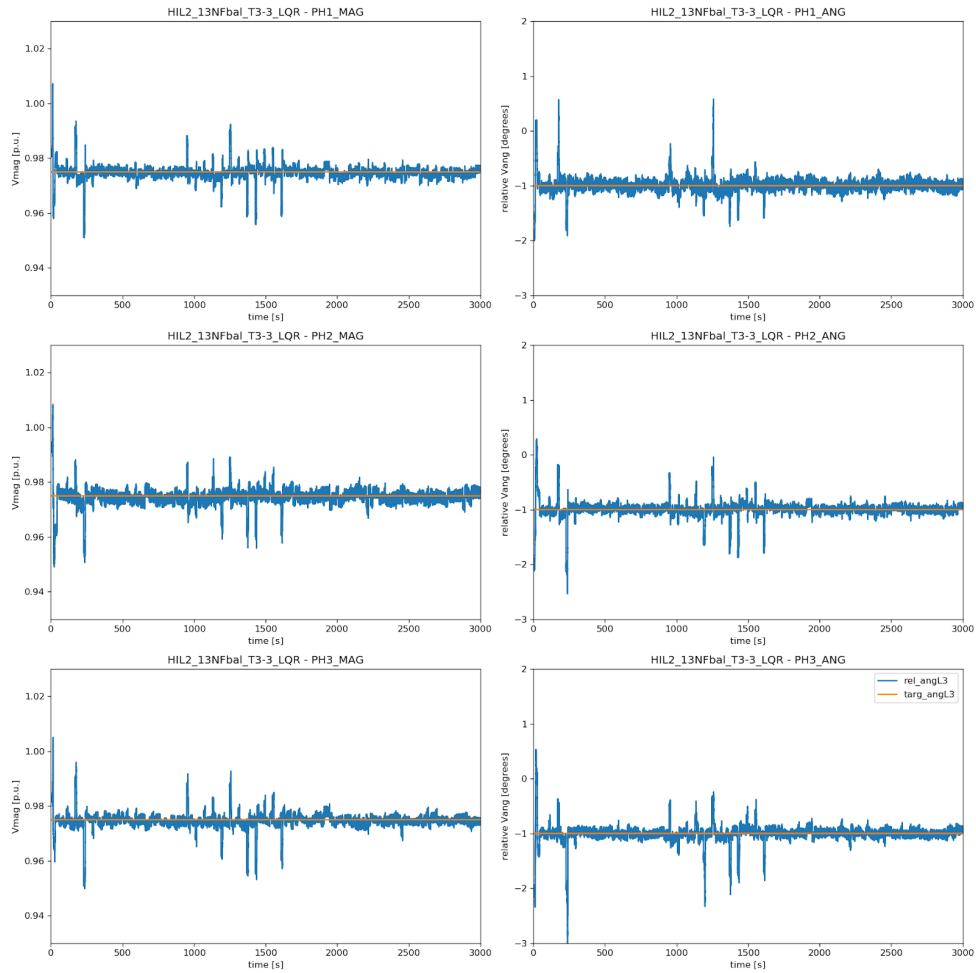 HIL2_13NFbal_T3-3_LQR - PH1_MAG
Vmag [p.u.]
1.02
1.00
0.98
0.96
0.94
0 500 1000 1500 2000 2500 3000
time [s]
HIL2_13NFbal_T3-3_LQR - PH1_ANG
relative Vang [degrees]
2
1
0
−1
−2
−3
0 500 1000 1500 2000 2500 3000
time [s]
HIL2_13NFbal_T3-3_LQR - PH2_MAG
Vmag [p.u.]
1.02
1.00
0.98
0.96
0.94
0 500 1000 1500 2000 2500 3000
time [s]
HIL2_13NFbal_T3-3_LQR - PH2_ANG
relative Vang [degrees]
2
1
0
−1
−2
−3
0 500 1000 1500 2000 2500 3000
time [s]
HIL2_13NFbal_T3-3_LQR - PH3_MAG
Vmag [p.u.]
1.02
1.00
0.98
0.96
0.94
0 500 1000 1500 2000 2500 3000
time [s]
HIL2_13NFbal_T3-3_LQR - PH3_ANG
rel_angL3
targ_angL3
relative Vang [degrees]
2
1
0
−1
−2
−3
0 500 1000 1500 2000 2500 3000
time [s]